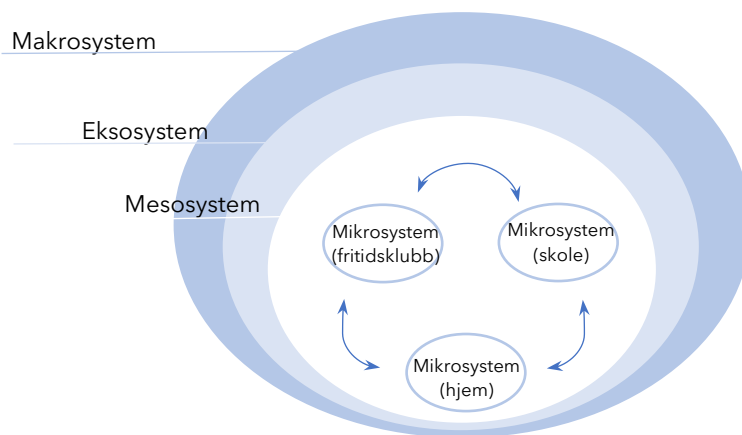 Makrosystem
Eksosystem
Mesosystem
Mikrosystem
(fritidsklubb)
Mikrosystem
(skole)
Mikrosystem
(hjem)